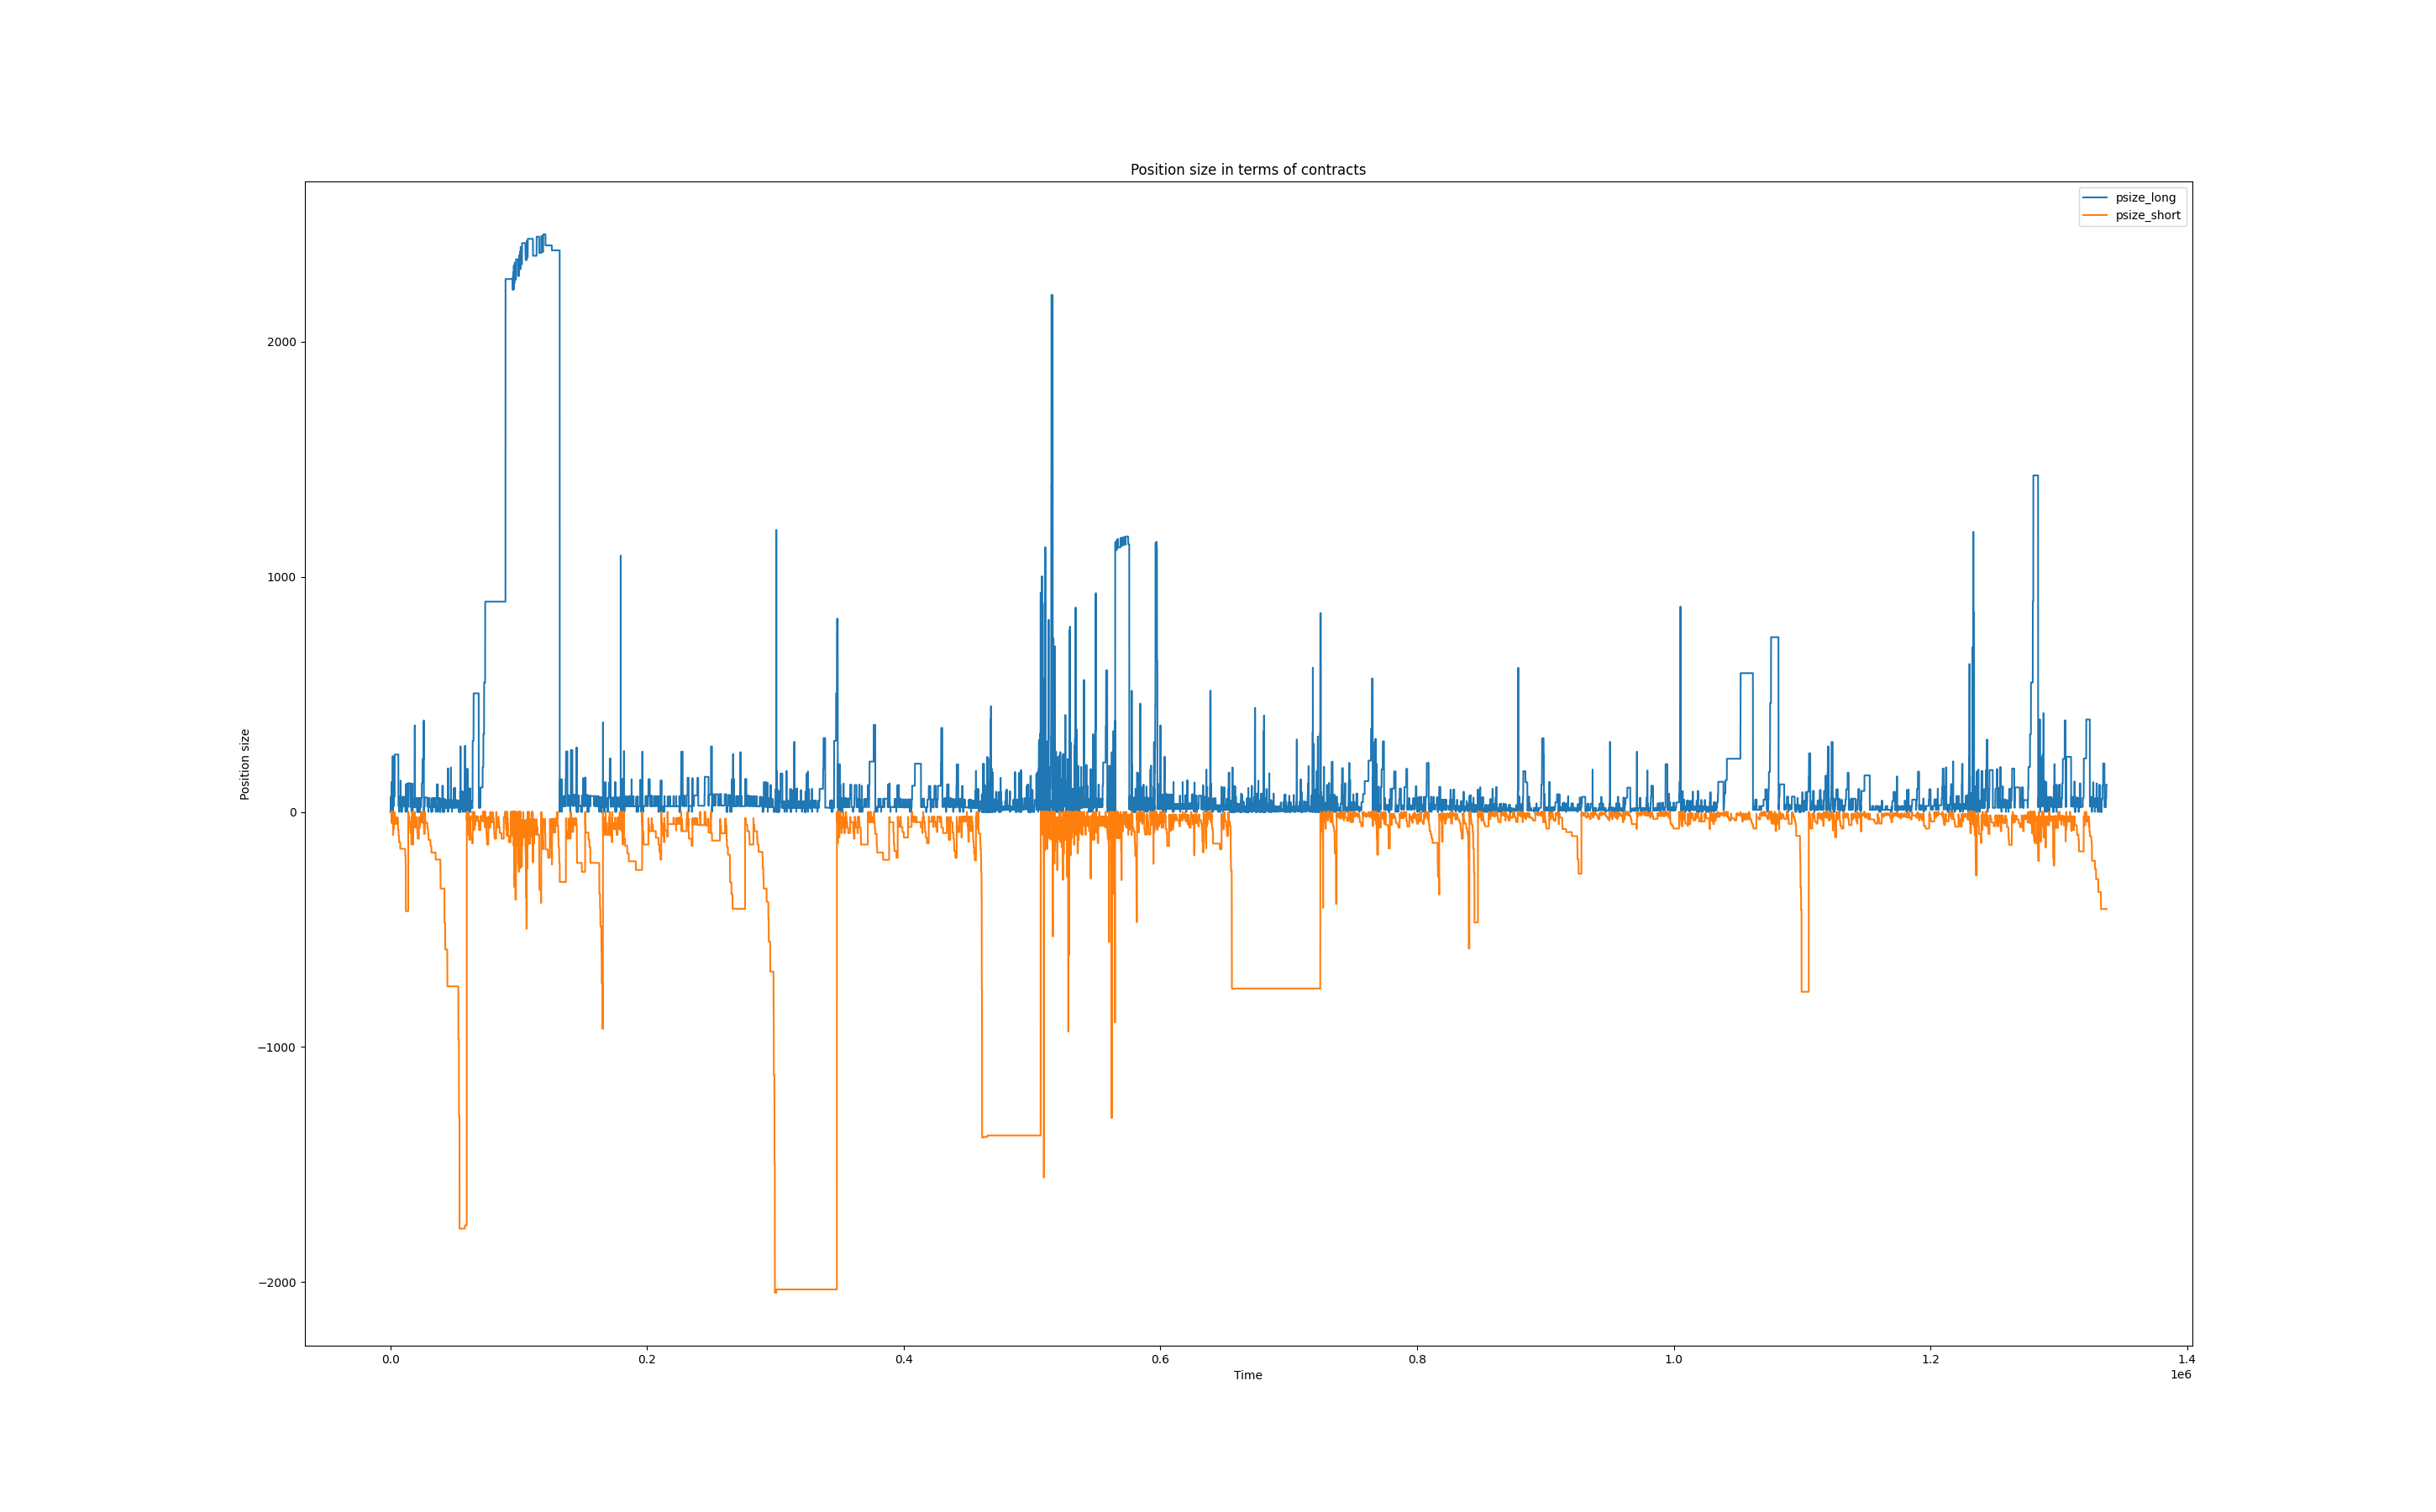 Position size in terms of contracts
psize_long
psize_short
2000
1000
0
−1000
−2000
Position size
0.0
0.2
0.4
0.6
0.8
1.0
1.2
1.4
Time
1e6